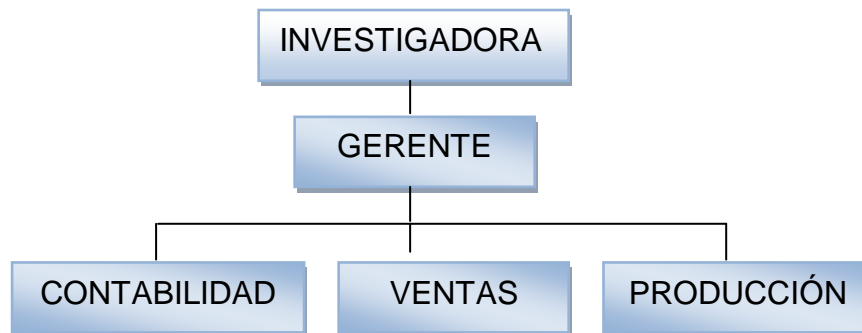 INVESTIGADORA
GERENTE
CONTABILIDAD
VENTAS
PRODUCCIÓN